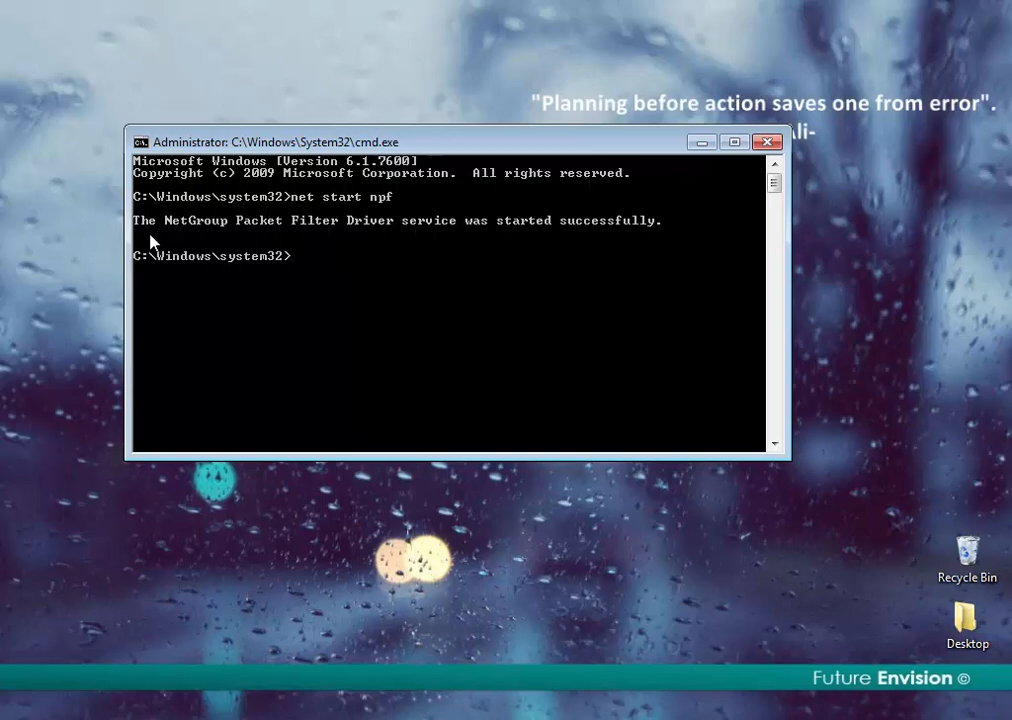 "Planning before action saves one from error".
Ali-
Administrator: C:\Windows\System32\cmd.exe
Microsoft Windows [Version 6.1.7600]
Copyright (c) 2009 Microsoft Corporation.  All rights reserved.
C:\Windows\system32>net start npf
The NetGroup Packet Filter Driver service was started successfully.
C:\Windows\system32>
Recycle Bin
Desktop
Future Envision ©